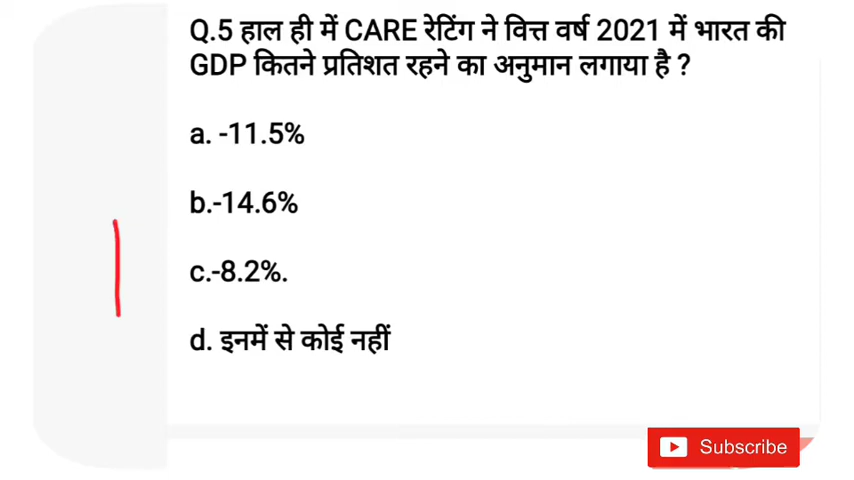 Q.5 हाल ही में CARE रेटिंग ने वित्त वर्ष 2021 में भारत की
GDP कितने प्रतिशत रहने का अनुमान लगाया है ?
a. -11.5%
b.-14.6%
c.-8.2%.
d. इनमें से कोई नहीं
Subscribe